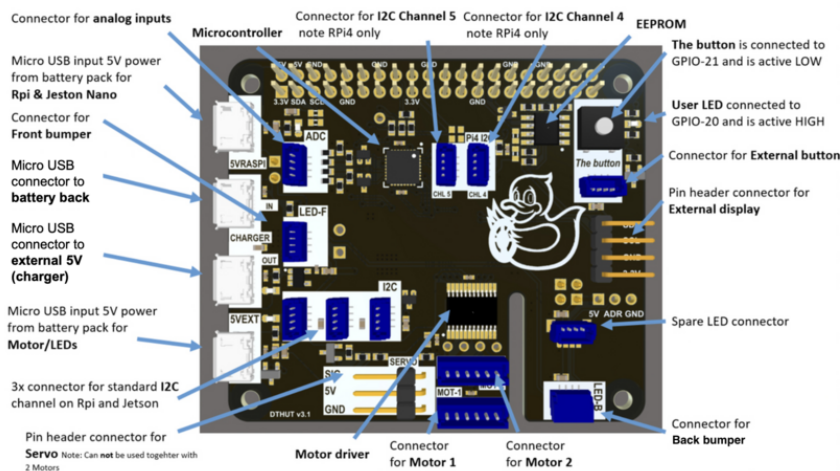 Connector for analog inputs
Microcontroller
Connector for I2C Channel 5
note RPi4 only
Connector for I2C Channel 4
note RPi4 only
EEPROM
The button is connected to
GPIO-21 and is active LOW
Micro USB input 5V power
from battery pack for
Rpi & Jeston Nano
User LED connected to
GPIO-20 and is active HIGH
Connector for
Front bumper
Connector for External button
Micro USB
connector to
battery back
Pin header connector for
External display
Micro USB
connector to
external 5V
(charger)
Micro USB input 5V power
from battery pack for
Motor/LEDs
Spare LED connector
3x connector for standard I2C
channel on Rpi and Jetson
Pin header connector for
Servo Note: Can not be used togehter with
2 Motors
Motor driver
Connector
for Motor 1
Connector
for Motor 2
Connector for
Back bumper
5V GND GND GND
3.3V SDA SCL GND 3.3V GND
ADC
5VRASPI
Pi4 I2C
CHL 5
CHL 4
The button
IN
CHARGER
OUT
LED-F
5VEXT
I2C
5V ADR GND
SERVO
SIG
5V
GND
MOT-1
LED-B
DTHUT v3.1